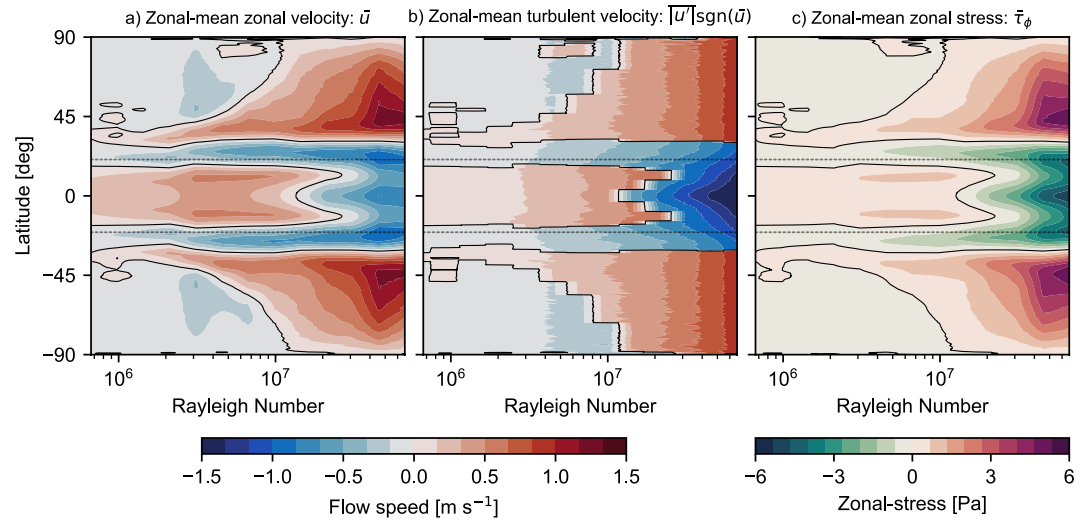 a) Zonal-mean zonal velocity: ū
b) Zonal-mean turbulent velocity: |u′| sgn(ū)
c) Zonal-mean zonal stress: τ̄ϕ
90
45
0
−45
−90
Latitude [deg]
10⁶ 10⁷
10⁶ 10⁷
10⁶ 10⁷
Rayleigh Number
Rayleigh Number
Rayleigh Number
−1.5 −1.0 −0.5 0.0 0.5 1.0 1.5
Flow speed [m s⁻¹]
−6 −3 0 3 6
Zonal-stress [Pa]